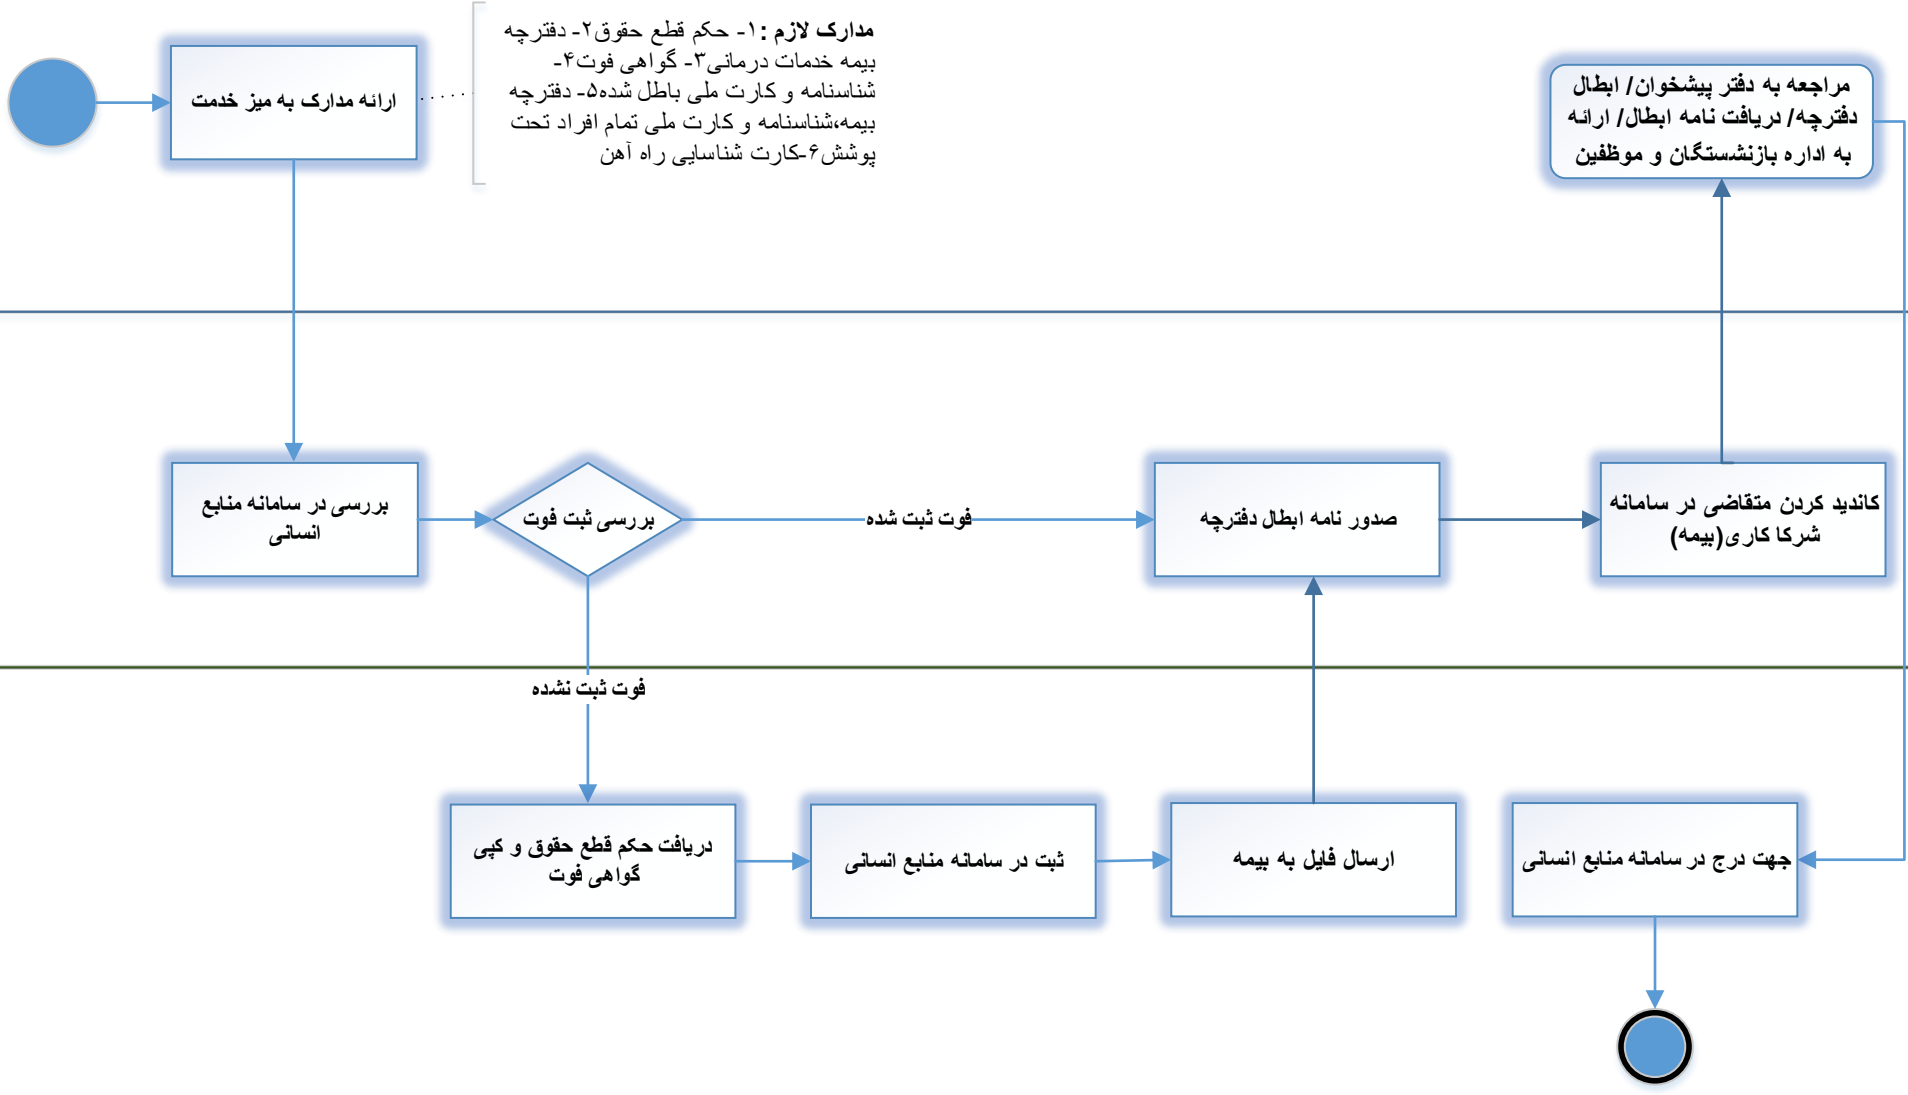 ارائه مدارک به میز خدمت
مدارک لازم :۱- حکم قطع حقوق۲- دفترچه
بیمه خدمات درمانی۳- گواهی فوت۴-
شناسنامه و کارت ملی باطل شده۵- دفترچه
بیمه،شناسنامه و کارت ملی تمام افراد تحت
پوشش۶-کارت شناسایی راه آهن
مراجعه به دفتر پیشخوان/ ابطال
دفترچه/ دریافت نامه ابطال/ ارائه
به اداره بازنشستگان و موظفین
بررسی در سامانه منابع
انسانی
بررسی ثبت فوت
فوت ثبت شده
صدور نامه ابطال دفترچه
کاندید کردن متقاضی در سامانه
شرکا کاری(بیمه)
فوت ثبت نشده
دریافت حکم قطع حقوق و کپی
گواهی فوت
ثبت در سامانه منابع انسانی
ارسال فایل به بیمه
جهت درج در سامانه منابع انسانی